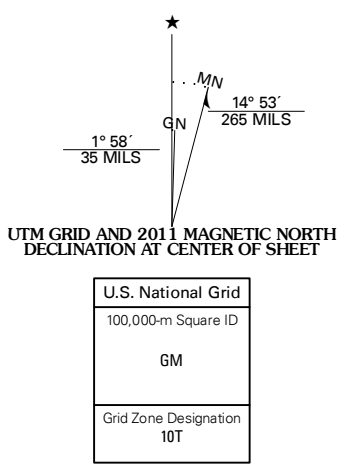 ★
MN
14° 53´
265 MILS
GN
1° 58´
35 MILS
UTM GRID AND 2011 MAGNETIC NORTH
DECLINATION AT CENTER OF SHEET
U.S. National Grid
100,000-m Square ID
GM
Grid Zone Designation
10T